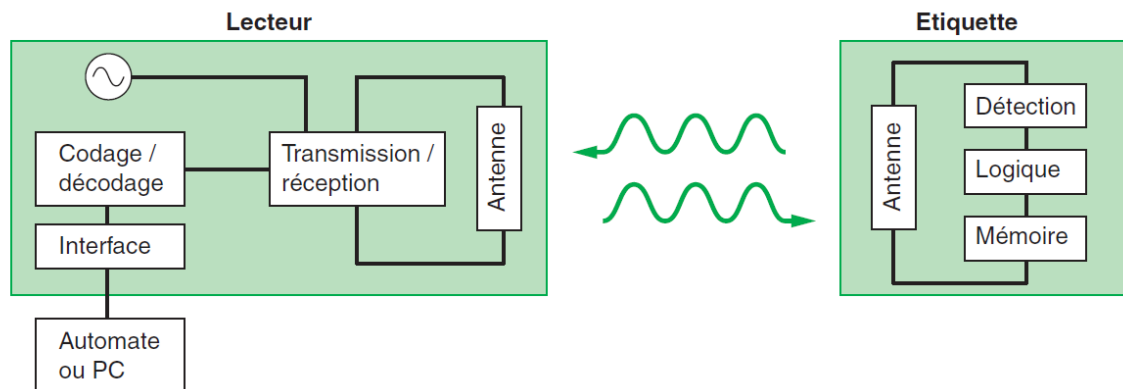 Lecteur
Codage /
décodage
Transmission /
réception
Antenne
Interface
Automate
ou PC
Etiquette
Antenne
Détection
Logique
Mémoire